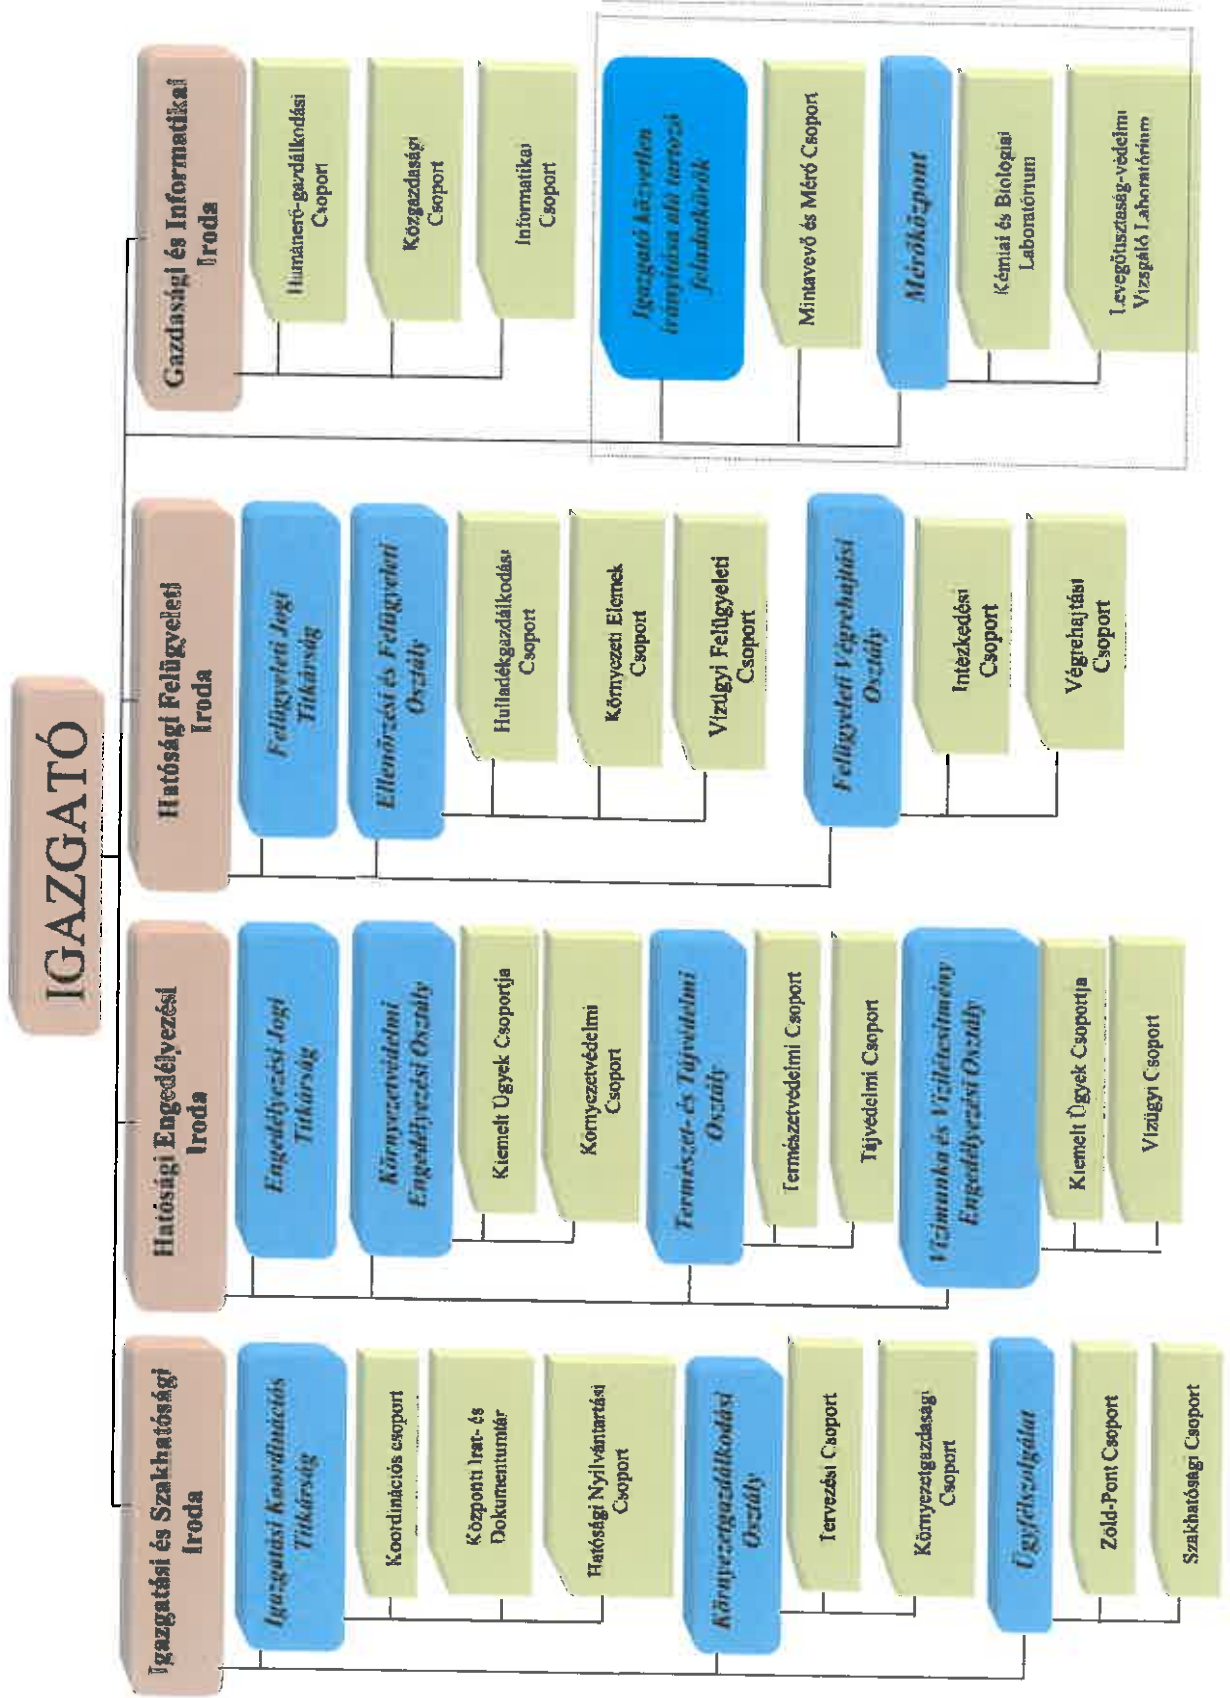 IGAZGATÓ
Igazgatási és Szakhatósági
Iroda
Igazgatási Koordinációs
Titkárság
Koordinációs csoport
Központi Irat- és
Dokumentumtár
Hatósági Nyilvántartási
Csoport
Környezetgazdálkodási
Osztály
Tervezési Csoport
Környezetgazdasági
Csoport
Ügyfélszolgálat
Zöld-Pont Csoport
Szakhatósági Csoport
Hatósági Engedélyezési
Iroda
Engedélyezési Jogi
Titkárság
Környezetvédelmi
Engedélyezési Osztály
Kiemelt Ügyek Csoportja
Környezetvédelmi
Csoport
Természet- és Tájvédelmi
Osztály
Természetvédelmi Csoport
Tájvédelmi Csoport
Vízimunka és Vízilétesítmény
Engedélyezési Osztály
Kiemelt Ügyek Csoportja
Vízügyi Csoport
Hatósági Felügyeleti
Iroda
Felügyeleti Jogi
Titkárság
Ellenőrzési és Felügyeleti
Osztály
Hulladékgazdálkodási
Csoport
Környezeti Elemek
Csoport
Vízügyi Felügyeleti
Csoport
Felügyeleti Végrehajtási
Osztály
Intézkedési
Csoport
Végrehajtási
Csoport
Gazdasági és Informatikai
Iroda
Humánerő-gazdálkodási
Csoport
Közgazdasági
Csoport
Informatikai
Csoport
Igazgató közvetlen
irányítása alá tartozó
feladatkörök
Mintavevő és Mérő Csoport
Mérőközpont
Kémiai és Biológiai
Laboratórium
Levegőtisztaság-védelmi
Vizsgáló Laboratórium